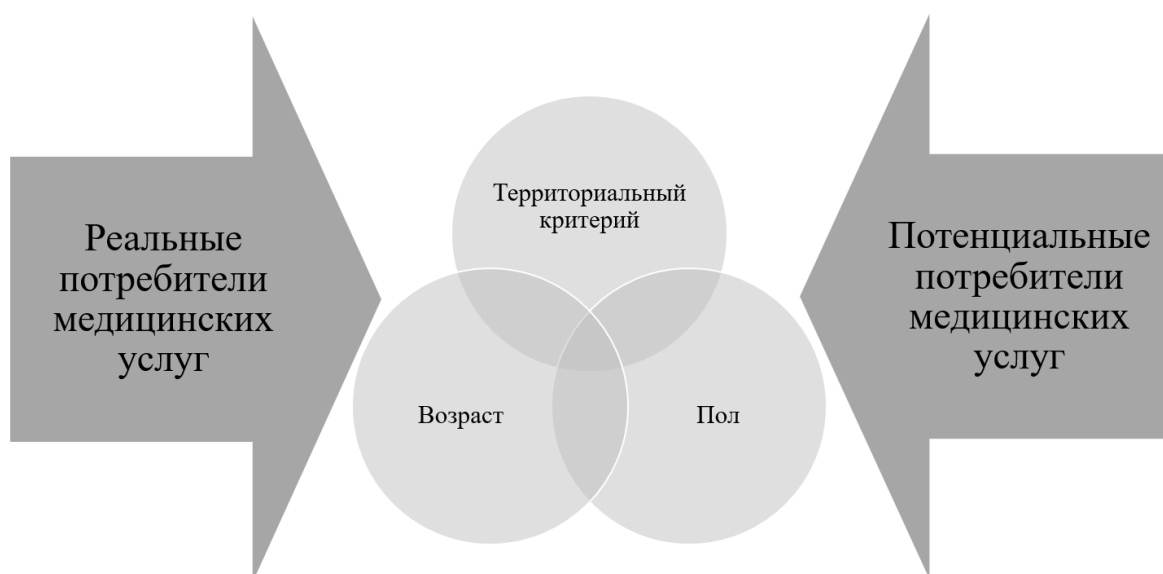 Реальные
потребители
медицинских
услуг
Территориальный
критерий
Возраст
Пол
Потенциальные
потребители
медицинских
услуг